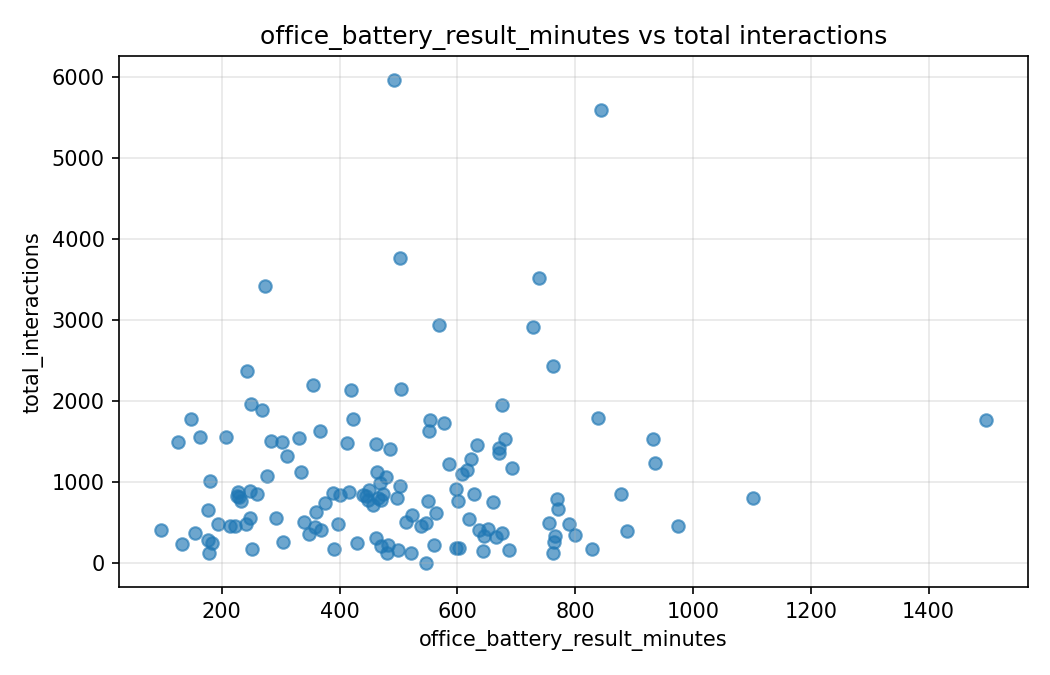 office_battery_result_minutes vs total interactions
total_interactions
6000
5000
4000
3000
2000
1000
0
200 400 600 800 1000 1200 1400
office_battery_result_minutes